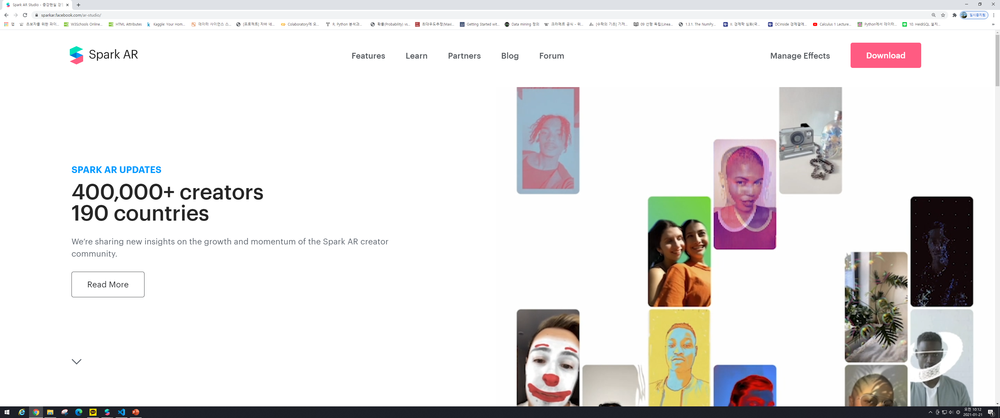 Spark AR Studio - 증강현실 경
sparkar.facebook.com/ar-studio/
일시중지됨
앱
초보자를 위한 파이...
W3Schools Online...
HTML Attributes
Kaggle: Your Hom...
데이터 사이언스 스...
[프로젝트] 자바 네...
Colaboratory에 오...
R, Python 분석과...
확률(Probability) vs...
최대우도추정(Maxi...
Getting Started wit...
Data mining 정의
크라메르 공식 - 위...
[수학의 기초] 기저...
09 선형 독립(Linea...
1.3.1. The NumPy...
II. 경제학 심화(국...
DCinside 경제갤에...
Calculus 1 Lecture...
Python에서 데이터...
10. HeidiSQL 설치...
Spark AR
Features
Learn
Partners
Blog
Forum
Manage Effects
Download
SPARK AR UPDATES
400,000+ creators
190 countries
We’re sharing new insights on the growth and momentum of the Spark AR creator
community.
Read More
오전 10:12
2021-01-21